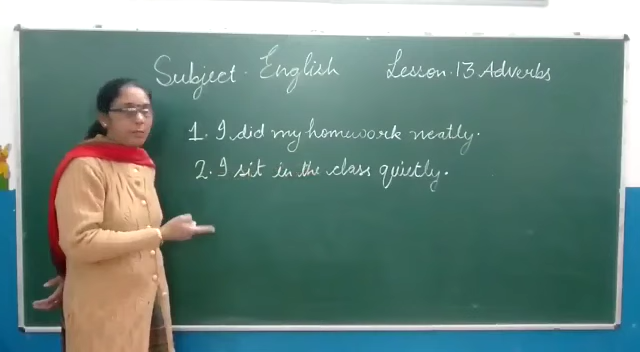 Subject. English Lesson.13 Adverbs
1. I did my homework neatly.
2. I sit in the class quietly.